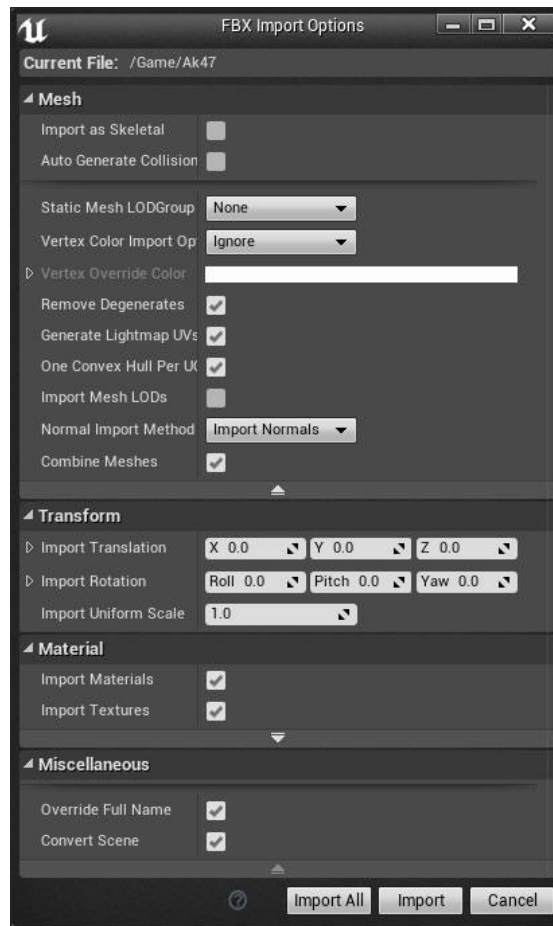 FBX Import Options
Current File: /Game/Ak47
Mesh
Import as Skeletal
Auto Generate Collision
Static Mesh LODGroup None
Vertex Color Import Op Ignore
Vertex Override Color
Remove Degenerates
Generate Lightmap UVs
One Convex Hull Per UC
Import Mesh LODs
Normal Import Method Import Normals
Combine Meshes
Transform
Import Translation X 0.0 Y 0.0 Z 0.0
Import Rotation Roll 0.0 Pitch 0.0 Yaw 0.0
Import Uniform Scale 1.0
Material
Import Materials
Import Textures
Miscellaneous
Override Full Name
Convert Scene
Import All Import Cancel